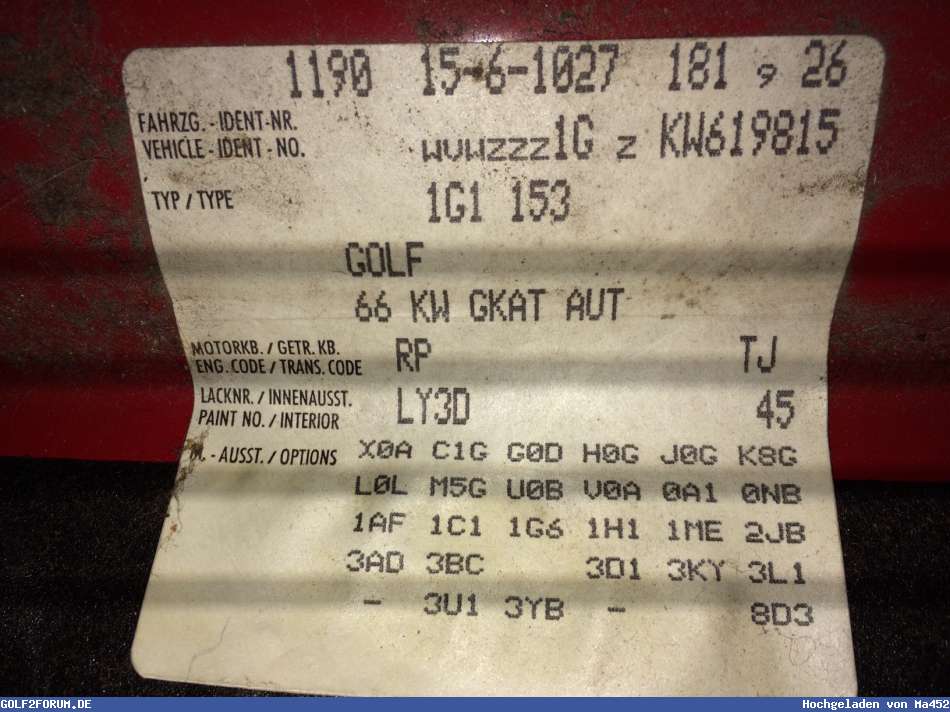 1190 15-6-1027 181 9 26
FAHRZG. - IDENT-NR.
VEHICLE - IDENT - NO. WVWZZZ1G Z KW619815
TYP / TYPE 1G1 153
GOLF
66 KW GKAT AUT
MOTORKB. / GETR. KB.
ENG. CODE / TRANS. CODE RP TJ
LACKNR. / INNENAUSST.
PAINT NO. / INTERIOR LY3D 45
M. - AUSST. / OPTIONS X0A C1G G0D H0G J0G K8G
L0L M5G U0B V0A 0A1 0NB
1AF 1C1 1G6 1H1 1ME 2JB
3AD 3BC 3D1 3KY 3L1
- 3U1 3YB - 8D3
GOLF2FORUM.DE Hochgeladen von Ma452